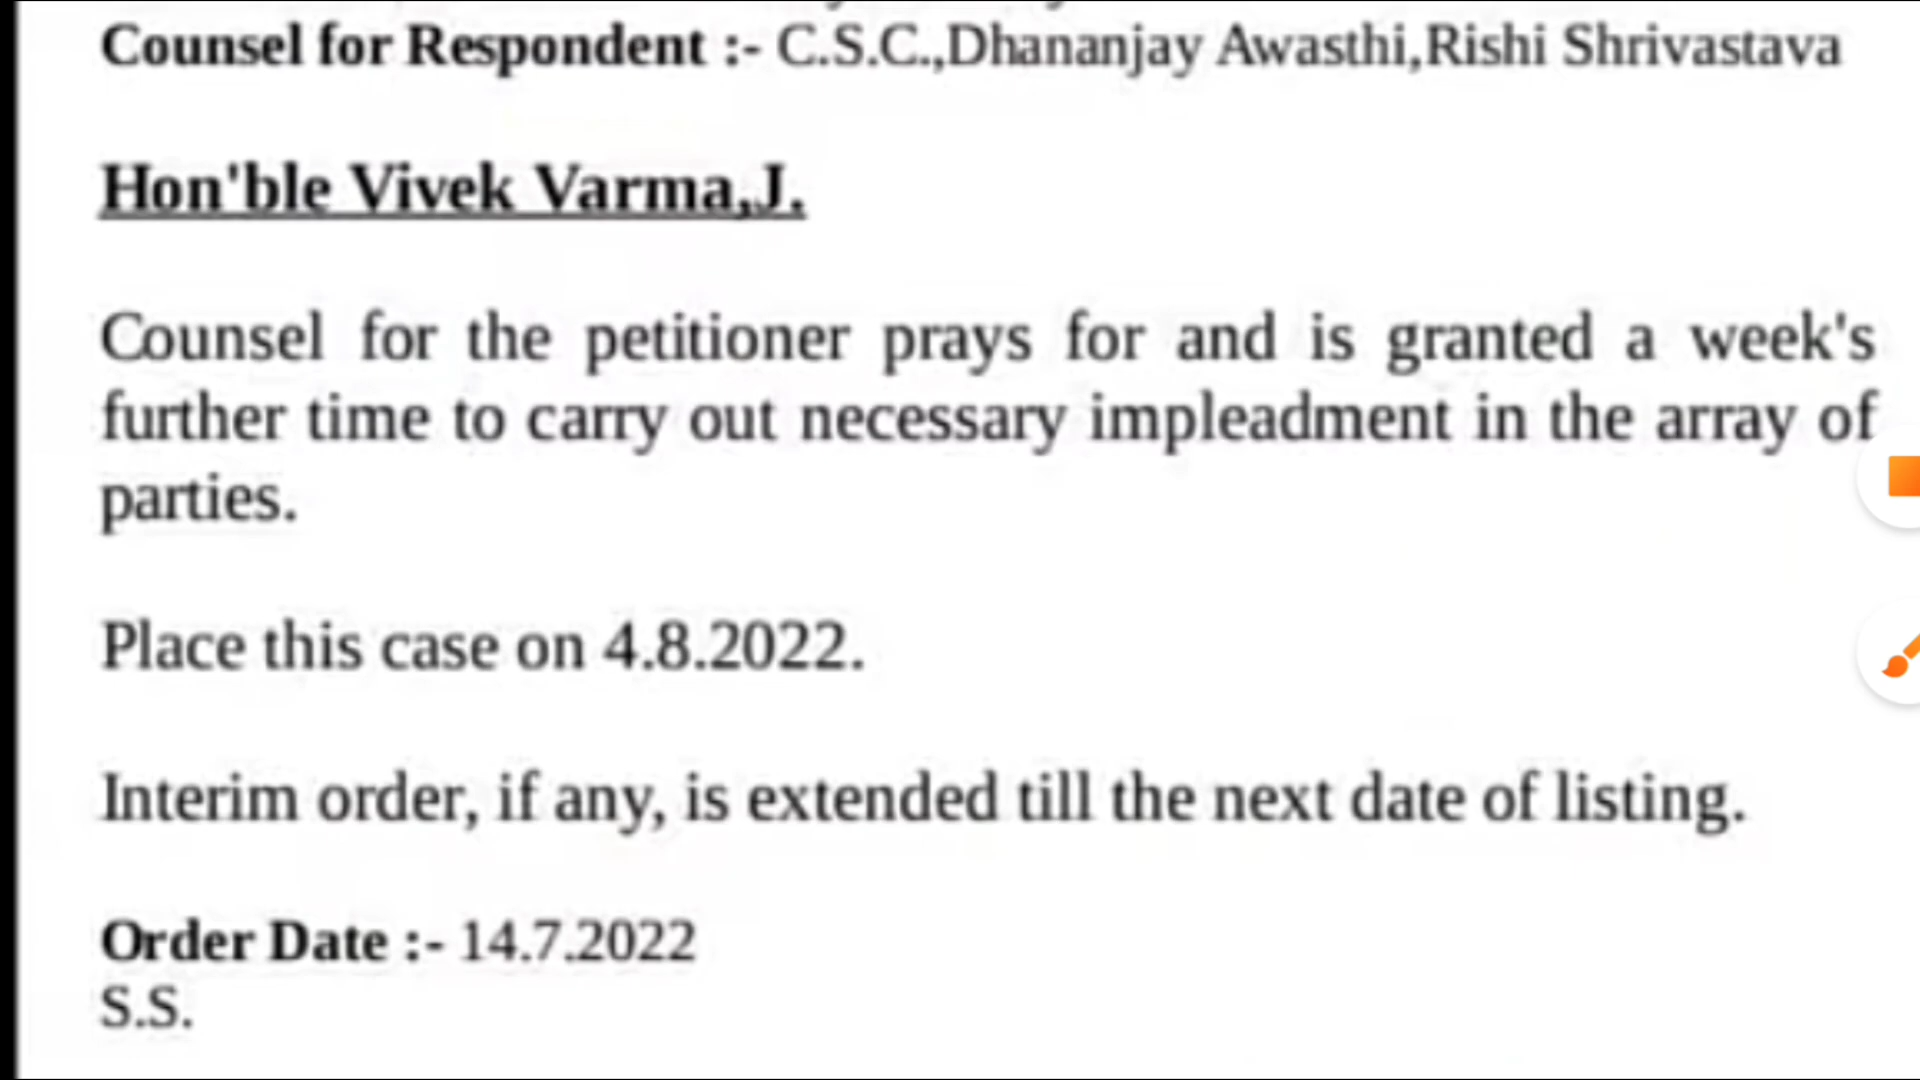 Counsel for Respondent :- C.S.C.,Dhananjay Awasthi,Rishi Shrivastava
Hon'ble Vivek Varma,J.
Counsel for the petitioner prays for and is granted a week's
further time to carry out necessary impleadment in the array of
parties.
Place this case on 4.8.2022.
Interim order, if any, is extended till the next date of listing.
Order Date :- 14.7.2022
S.S.